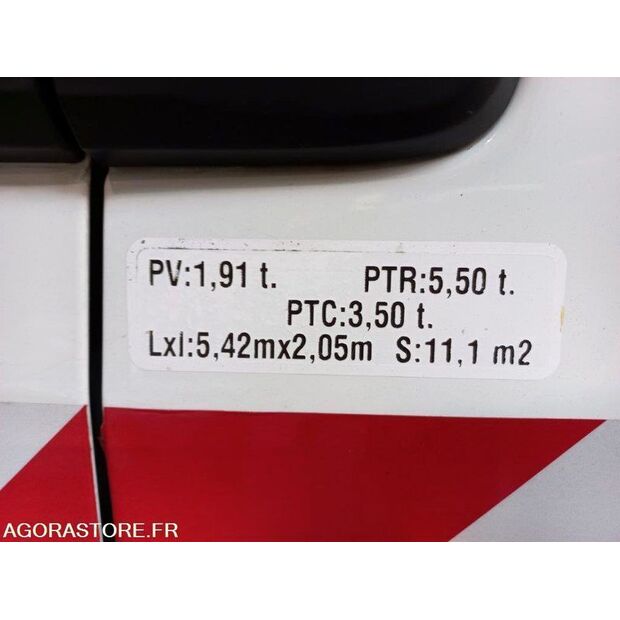 PV:1,91 t. PTR:5,50 t.
PTC:3,50 t.
Lxl:5,42mx2,05m S:11,1 m2
AGORASTORE.FR